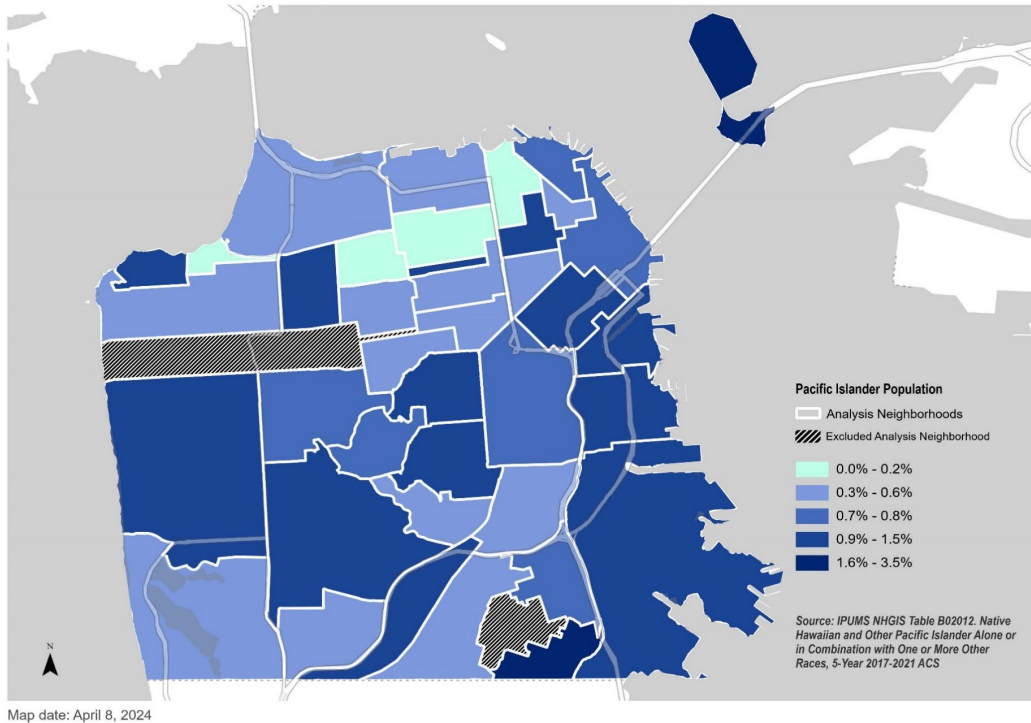 Pacific Islander Population
Analysis Neighborhoods
Excluded Analysis Neighborhood
0.0% - 0.2%
0.3% - 0.6%
0.7% - 0.8%
0.9% - 1.5%
1.6% - 3.5%
Source: IPUMS NHGIS Table B02012. Native
Hawaiian and Other Pacific Islander Alone or
in Combination with One or More Other
Races, 5-Year 2017-2021 ACS
N
Map date: April 8, 2024